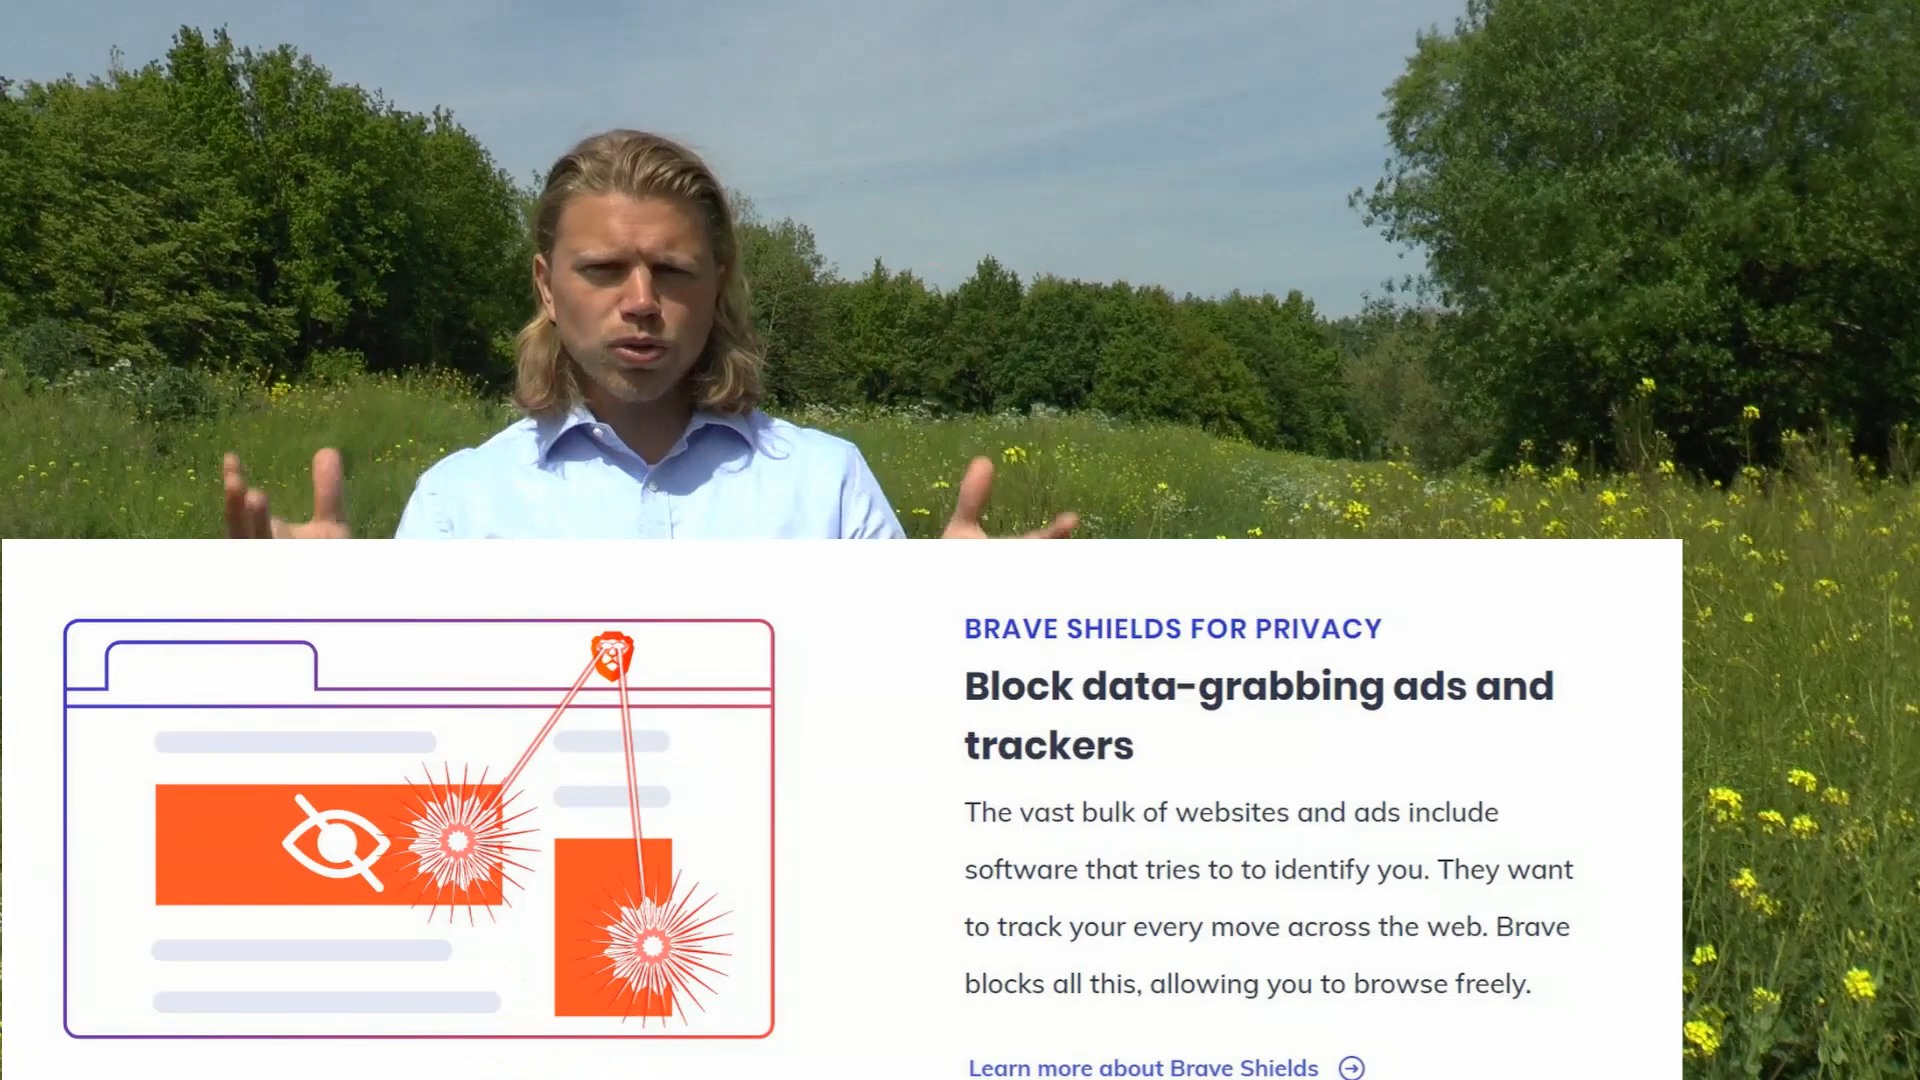 BRAVE SHIELDS FOR PRIVACY
Block data-grabbing ads and
trackers
The vast bulk of websites and ads include
software that tries to to identify you. They want
to track your every move across the web. Brave
blocks all this, allowing you to browse freely.
Learn more about Brave Shields